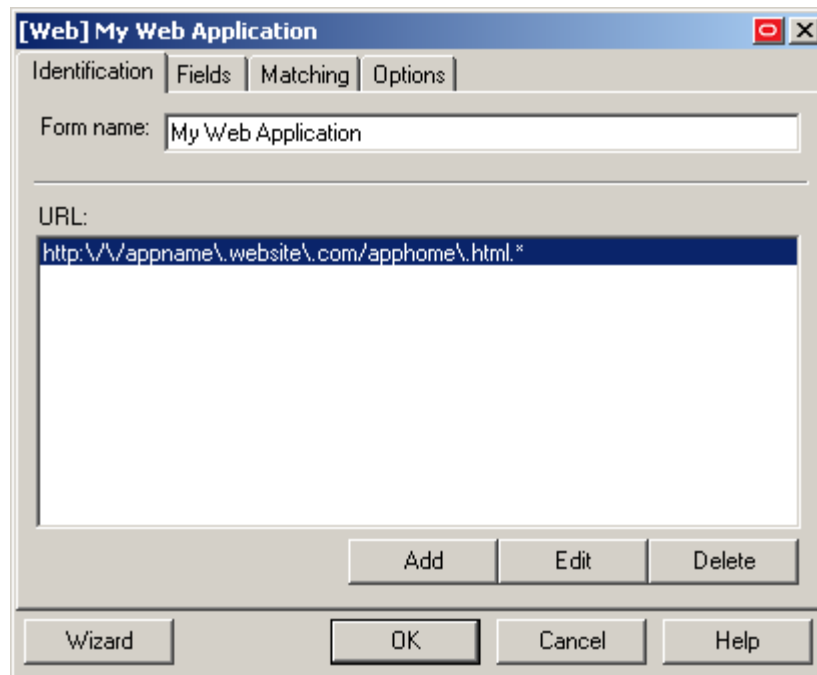 [Web] My Web Application
Identification Fields Matching Options
Form name: My Web Application
URL:
http:\/\/appname\.website\.com/apphome\.html.*
Add Edit Delete
Wizard OK Cancel Help